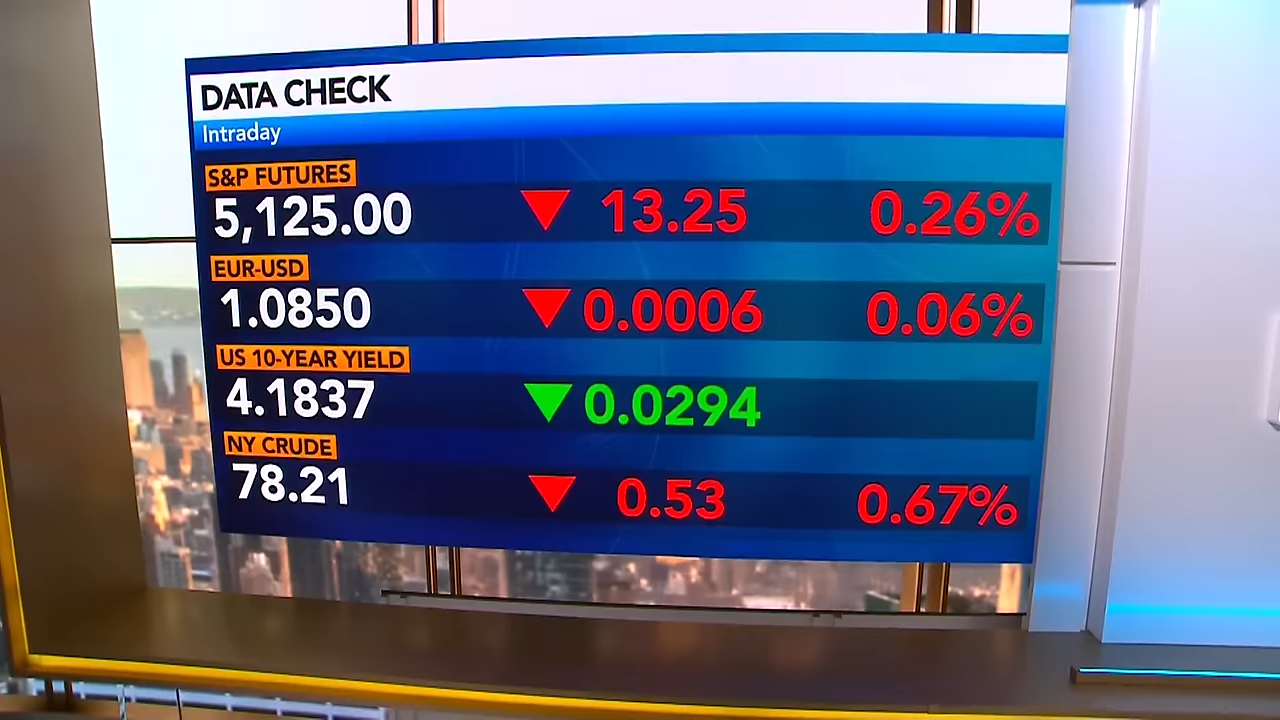 DATA CHECK
Intraday
S&P FUTURES
5,125.00 ▼ 13.25 0.26%
EUR-USD
1.0850 ▼ 0.0006 0.06%
US 10-YEAR YIELD
4.1837 ▼ 0.0294
NY CRUDE
78.21 ▼ 0.53 0.67%